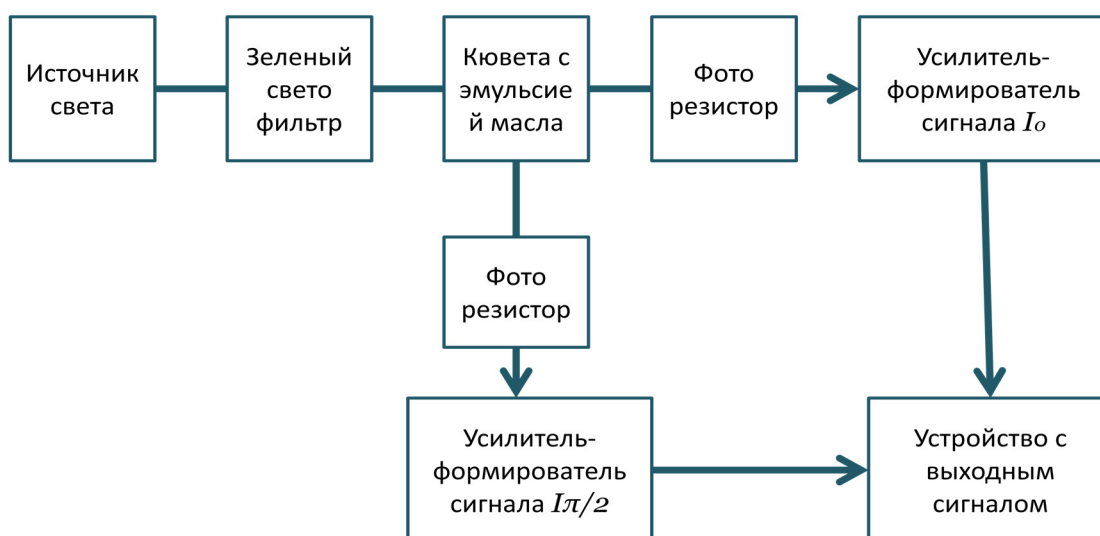 Источник
света
Зеленый
свето
фильтр
Кювета с
эмульсие
й масла
Фото
резистор
Усилитель-
формирователь
сигнала Io
Фото
резистор
Усилитель-
формирователь
сигнала Iπ/2
Устройство с
выходным
сигналом